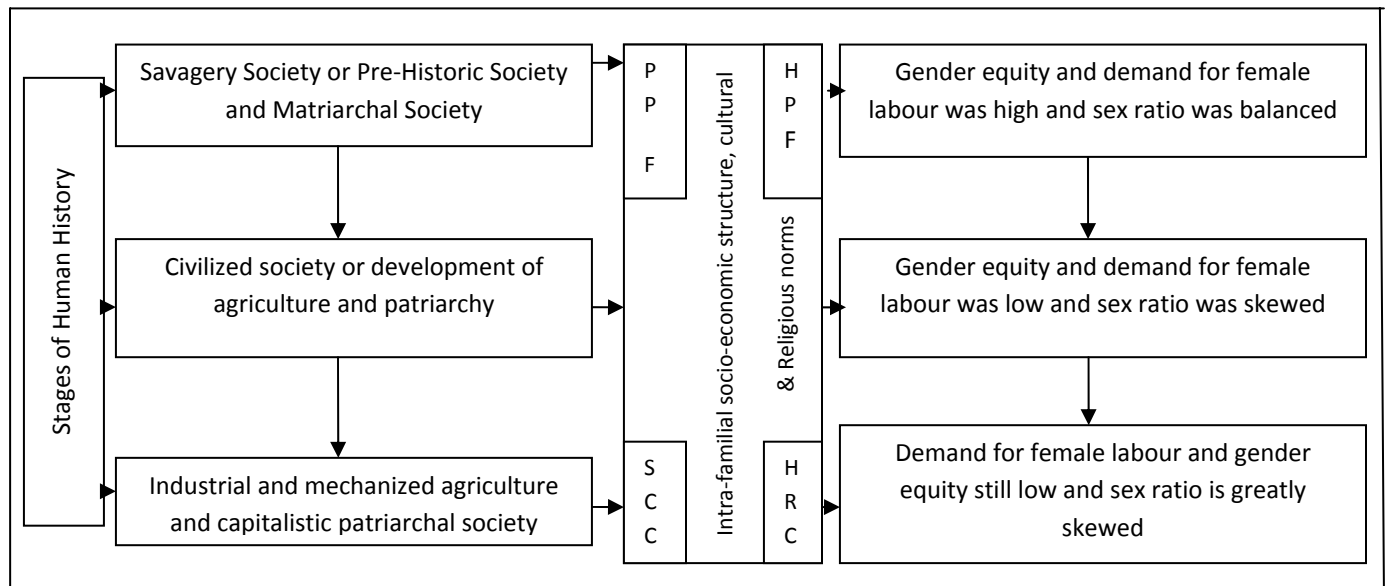 Stages of Human History
Savagery Society or Pre-Historic Society
and Matriarchal Society
Civilized society or development of
agriculture and patriarchy
Industrial and mechanized agriculture
and capitalistic patriarchal society
P
P
F
S
C
C
Intra-familial socio-economic structure, cultural
& Religious norms
H
P
F
H
R
C
Gender equity and demand for female
labour was high and sex ratio was balanced
Gender equity and demand for female
labour was low and sex ratio was skewed
Demand for female labour and gender
equity still low and sex ratio is greatly
skewed